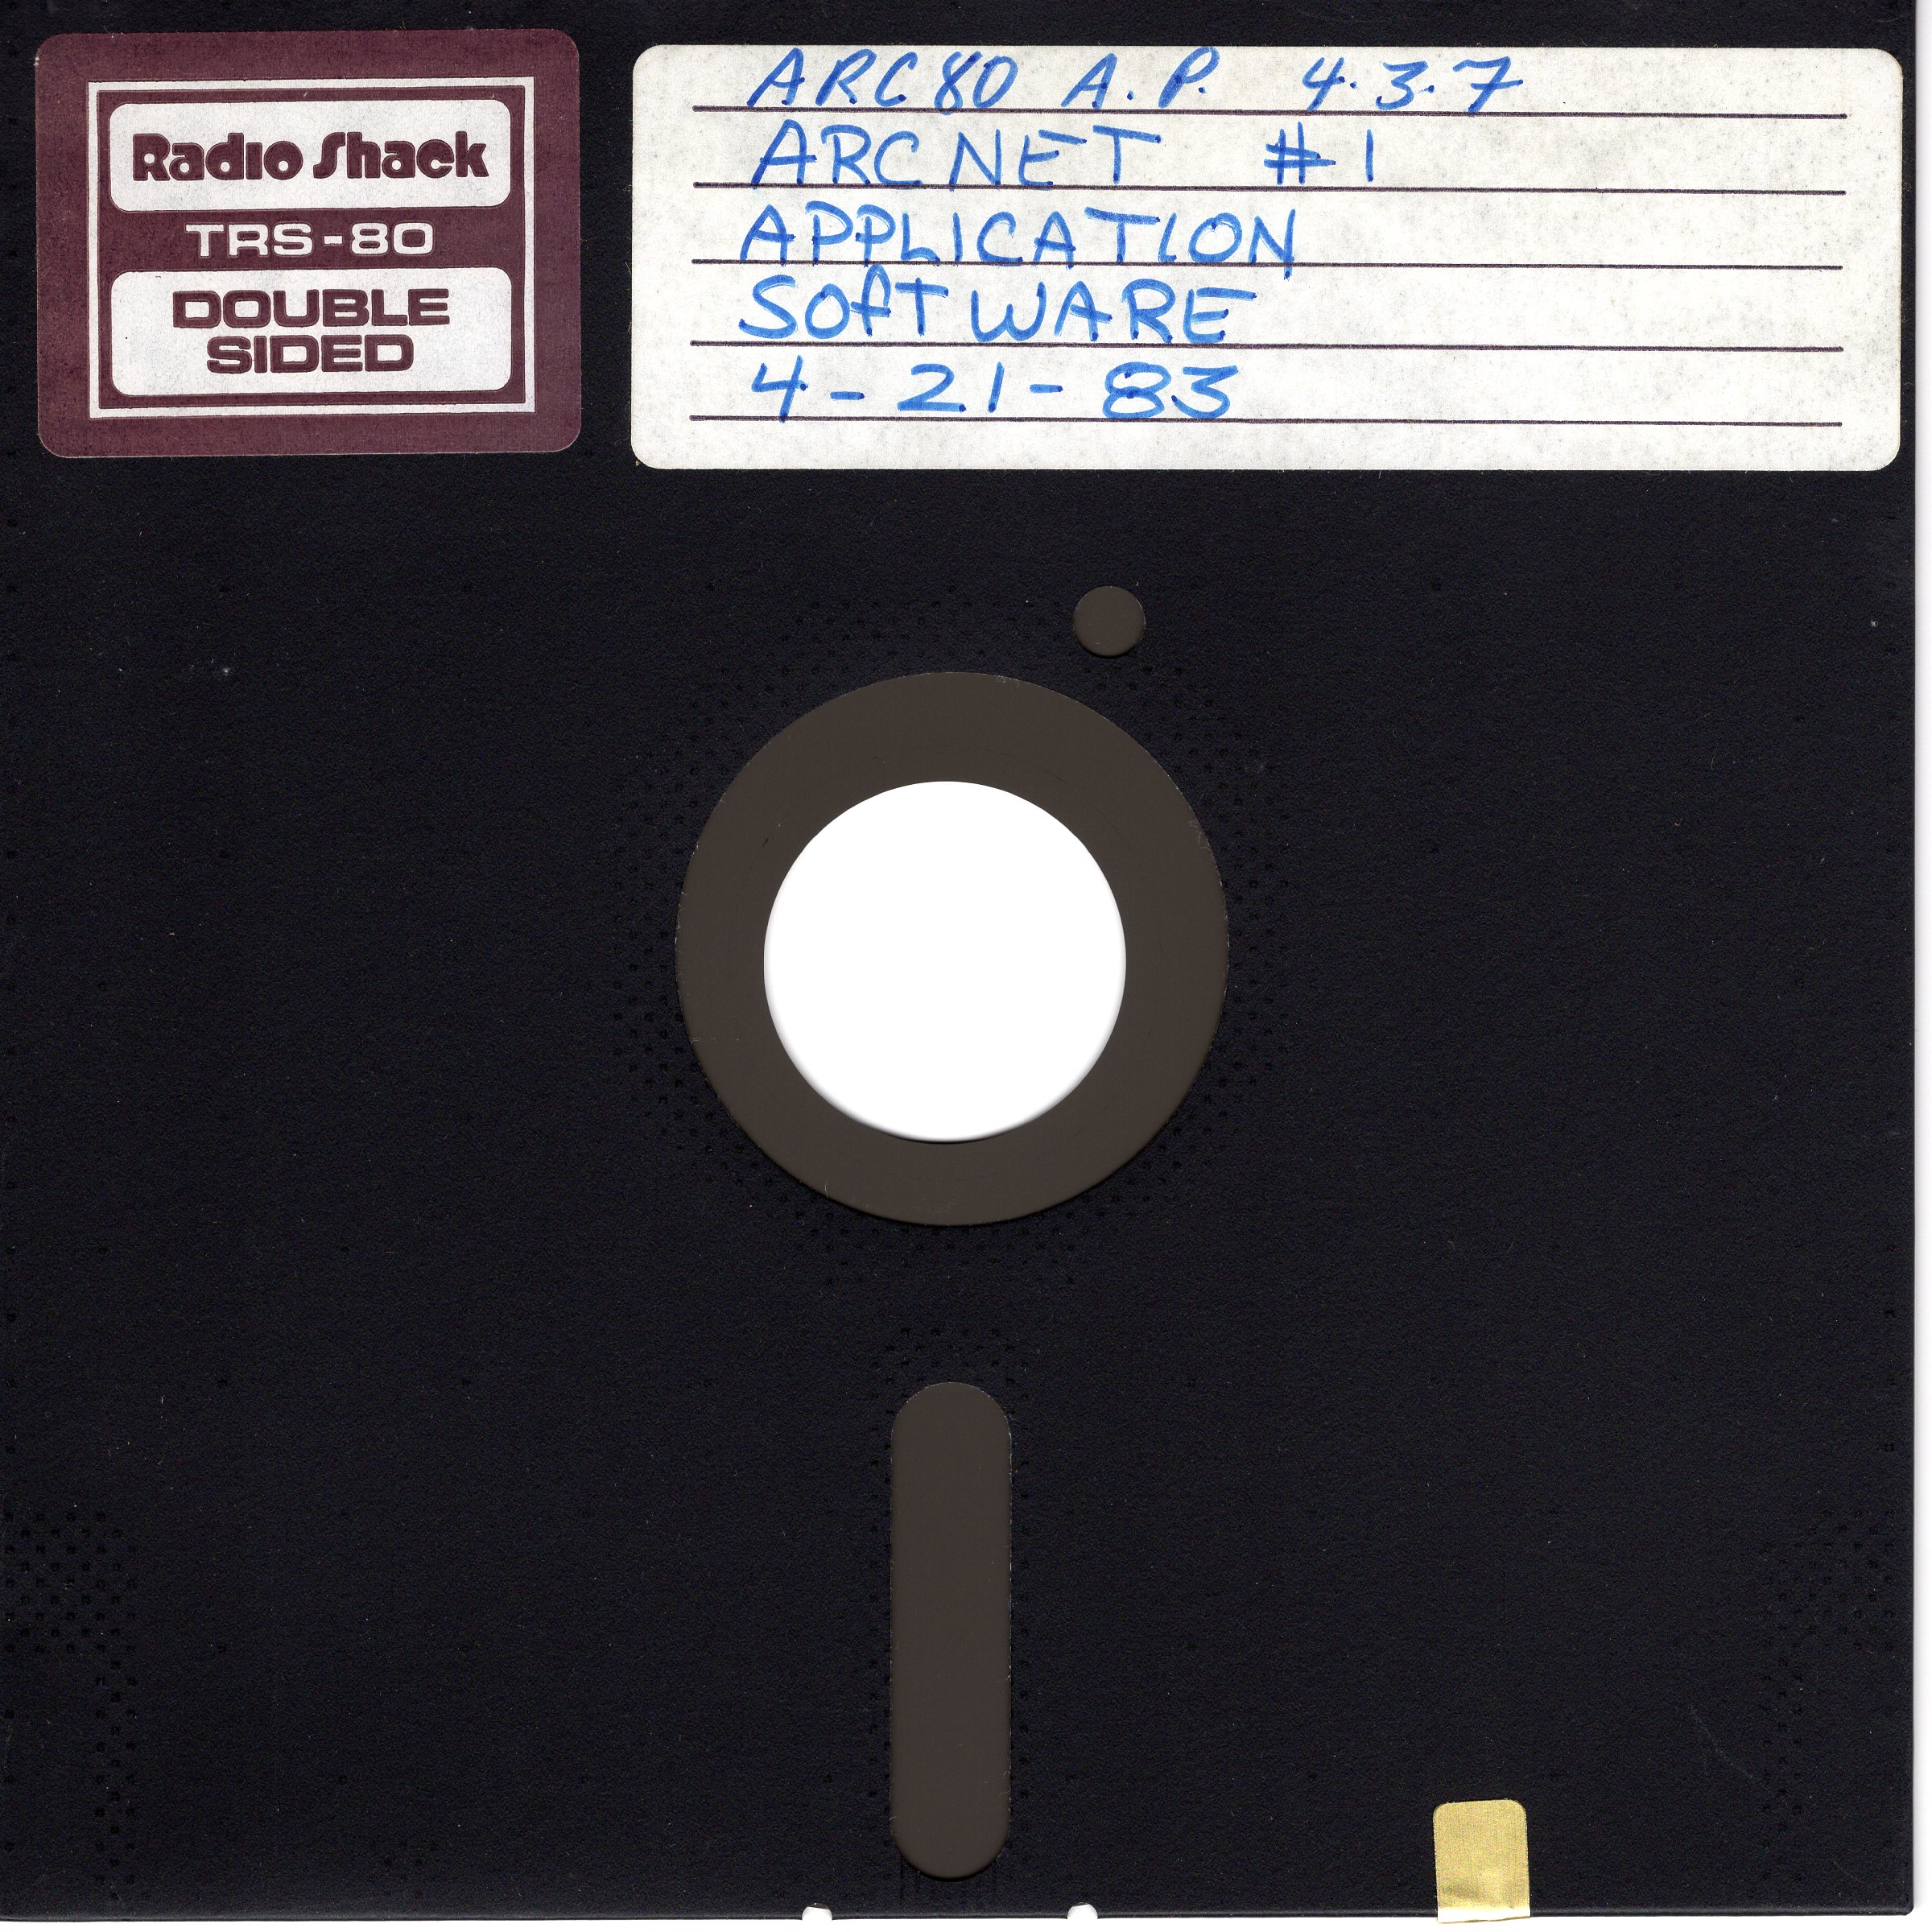 Radio Shack
TRS-80
DOUBLE
SIDED
ARC80 A.P. 4.3.7
ARCNET #1
APPLICATION
SOfTWARE
4-21-83